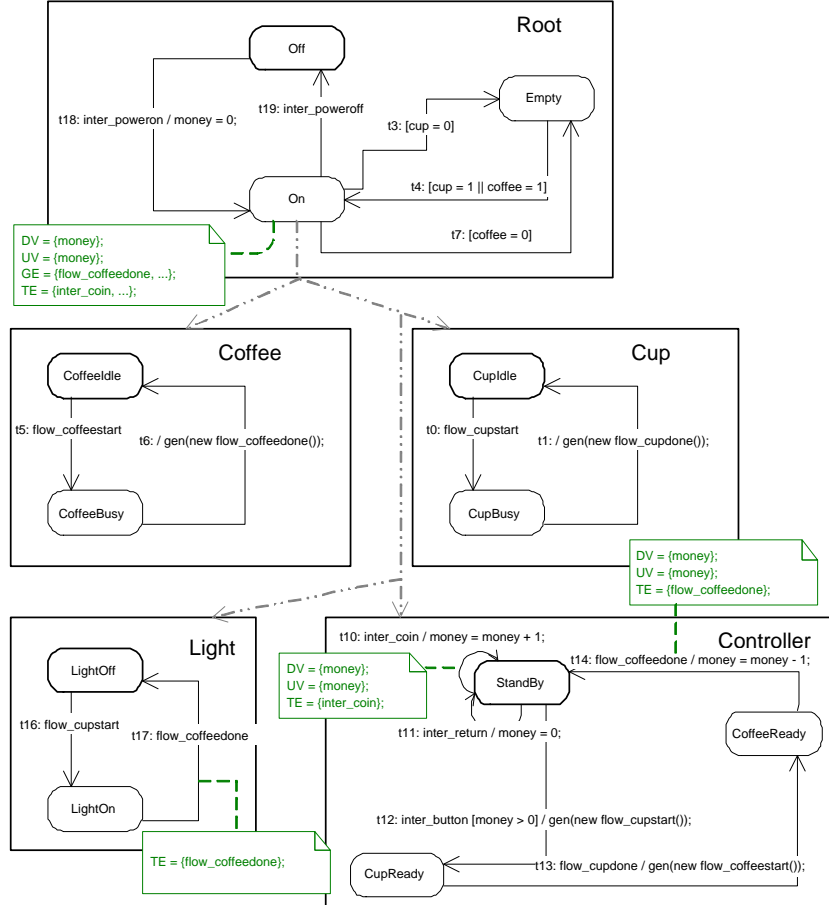 Root
Off
Empty
t18: inter_poweron / money = 0;
t19: inter_poweroff
t3: [cup = 0]
t4: [cup = 1 || coffee = 1]
On
t7: [coffee = 0]
DV = {money};
UV = {money};
GE = {flow_coffeedone, ...};
TE = {inter_coin, ...};
Coffee
CoffeeIdle
t5: flow_coffeestart
t6: / gen(new flow_coffeedone());
CoffeeBusy
Cup
CupIdle
t0: flow_cupstart
t1: / gen(new flow_cupdone());
CupBusy
DV = {money};
UV = {money};
TE = {flow_coffeedone};
Light
LightOff
t16: flow_cupstart
t17: flow_coffeedone
LightOn
TE = {flow_coffeedone};
Controller
t10: inter_coin / money = money + 1;
t14: flow_coffeedone / money = money - 1;
DV = {money};
UV = {money};
TE = {inter_coin};
StandBy
t11: inter_return / money = 0;
CoffeeReady
t12: inter_button [money > 0] / gen(new flow_cupstart());
t13: flow_cupdone / gen(new flow_coffeestart());
CupReady